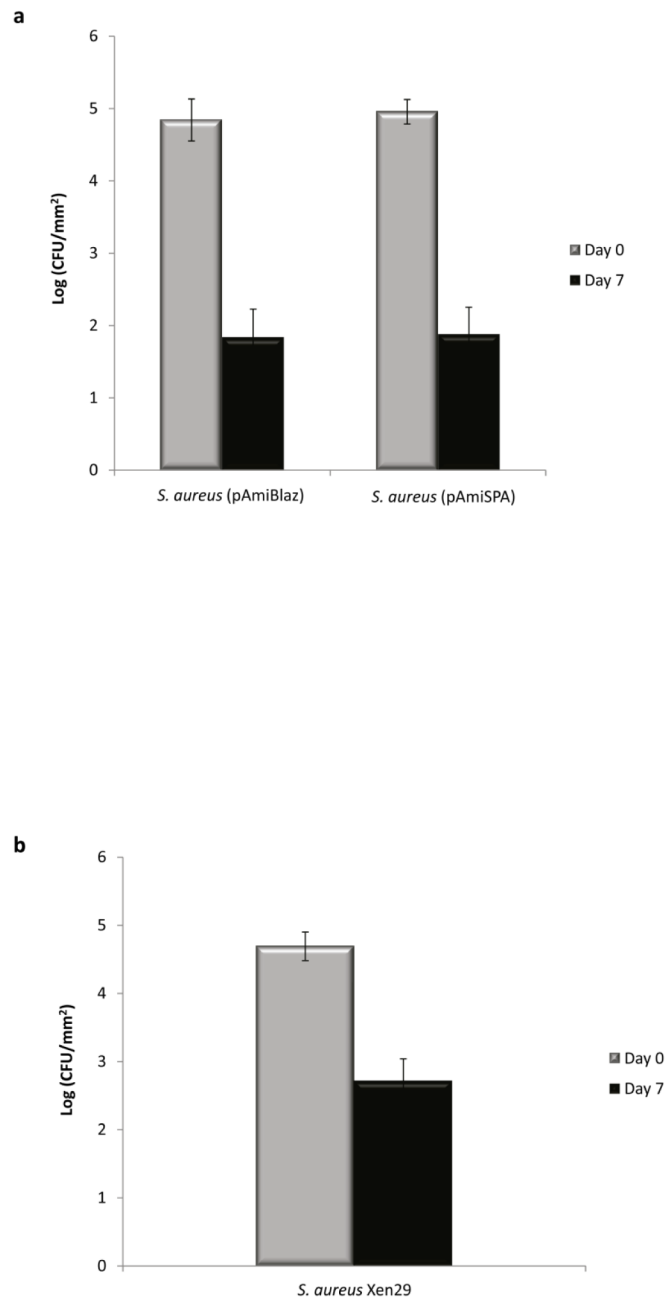 a
6
5
4
3
2
1
0
Log (CFU/mm²)
Day 0
Day 7
S. aureus (pAmiBlaz)
S. aureus (pAmiSPA)
b
6
5
4
3
2
1
0
Log (CFU/mm²)
Day 0
Day 7
S. aureus Xen29